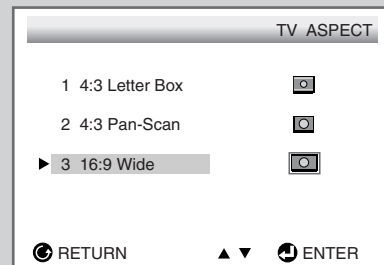 TV ASPECT
1 4:3 Letter Box
2 4:3 Pan-Scan
3 16:9 Wide
RETURN ENTER